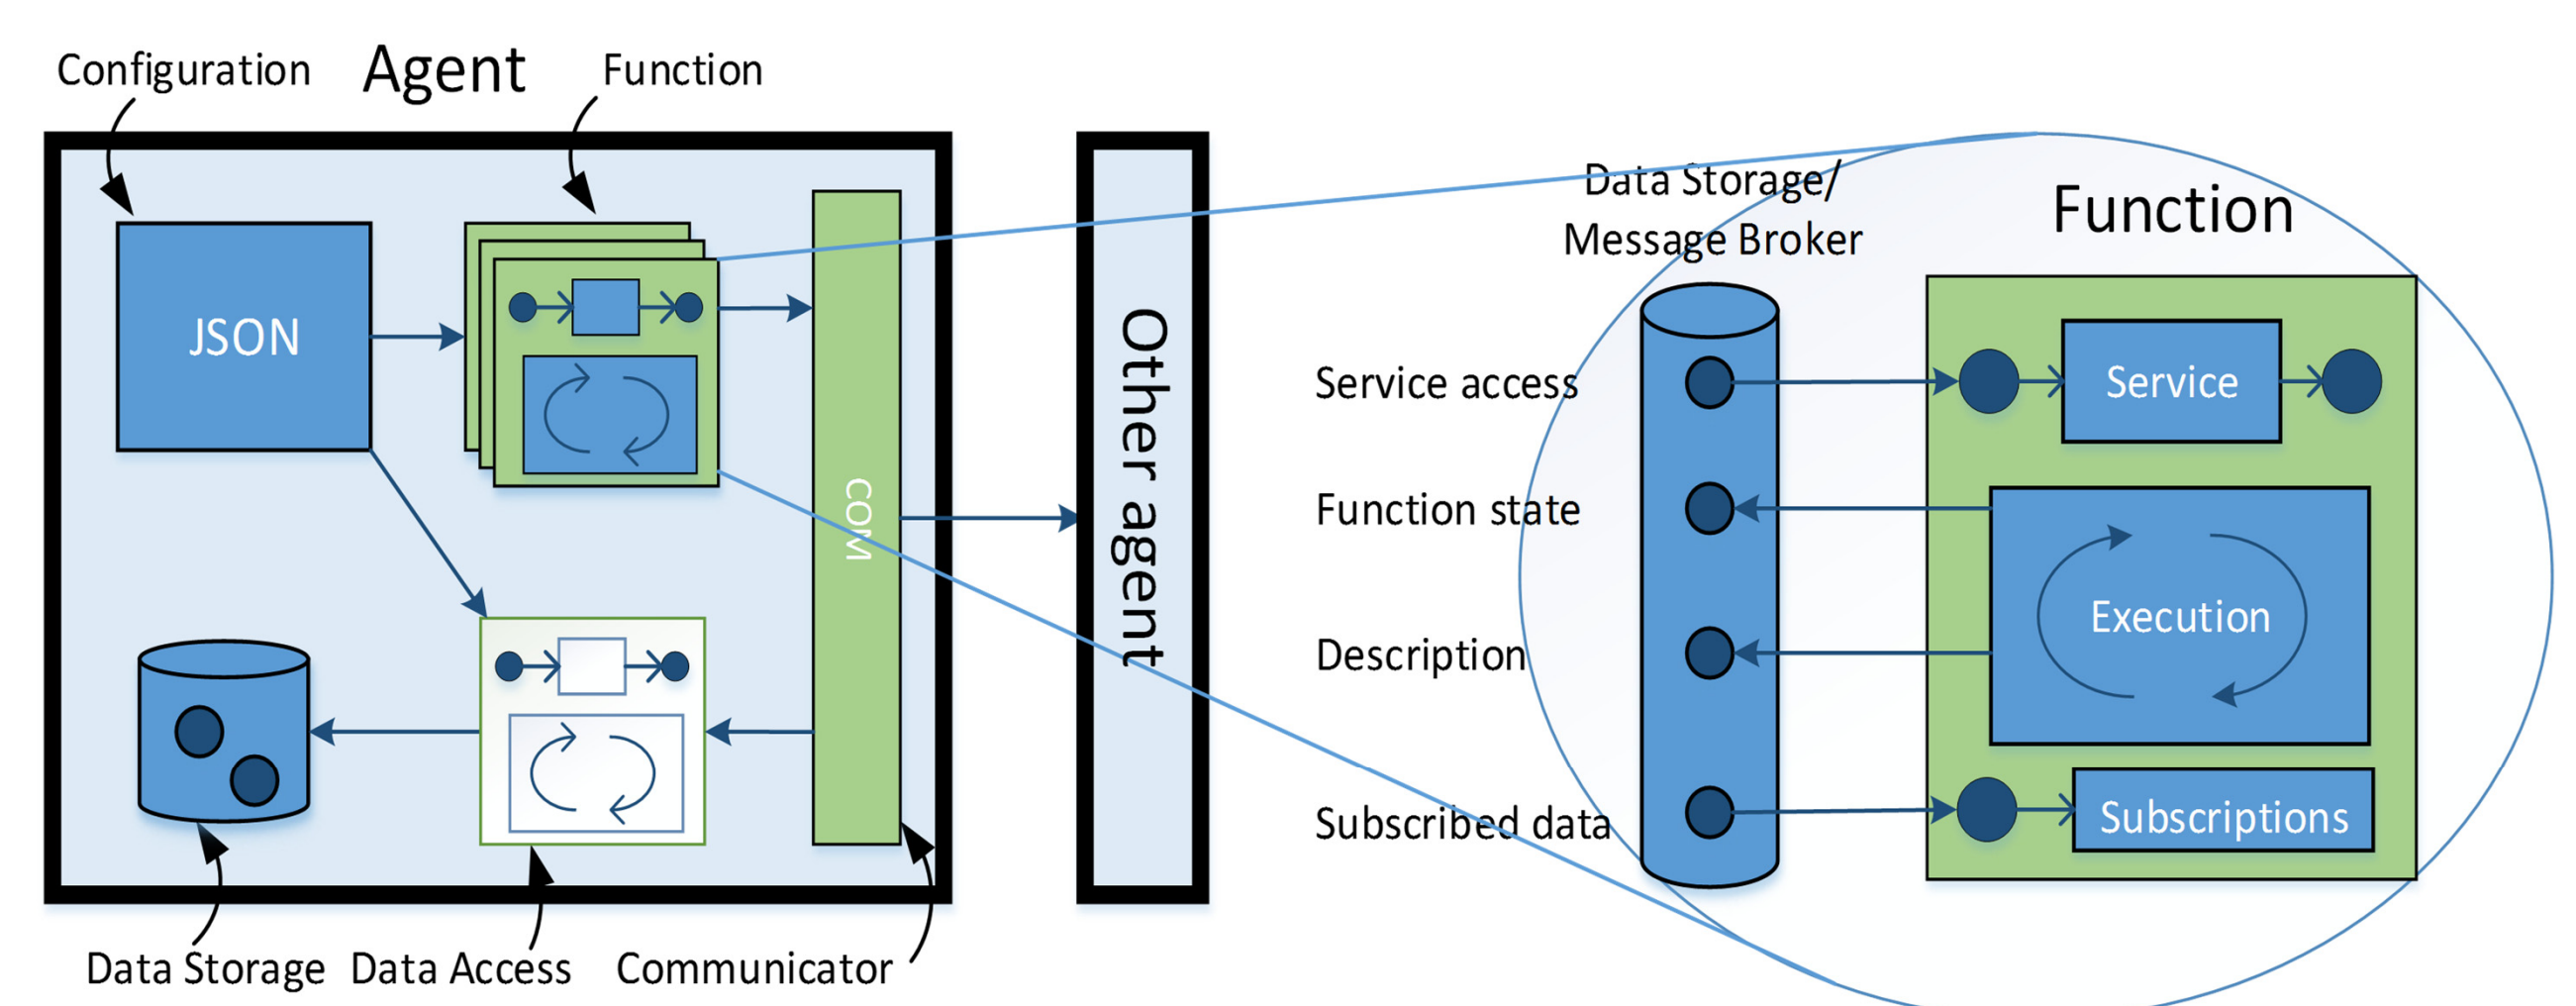 Configuration
Agent
Function
JSON
COM
Data Storage
Data Access
Communicator
Other agent
Data Storage/
Message Broker
Function
Service access
Service
Function state
Execution
Description
Subscribed data
Subscriptions